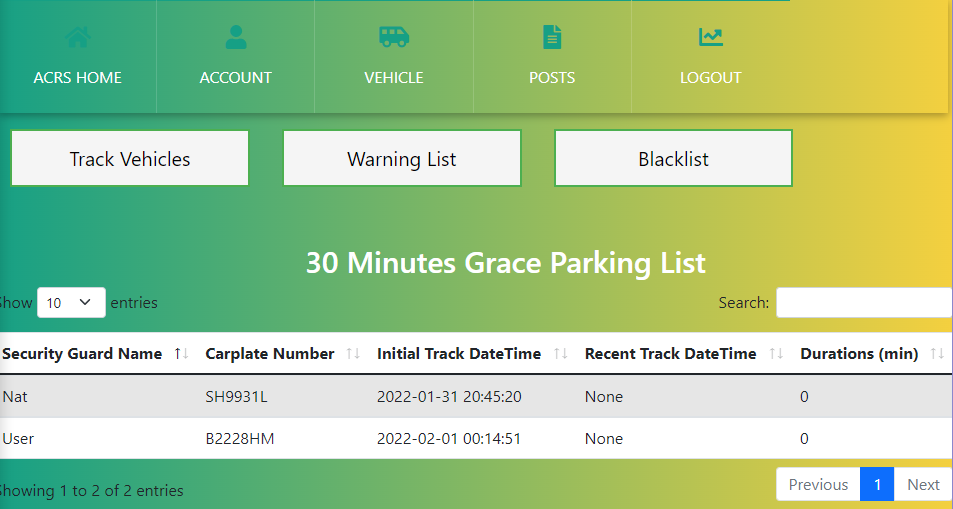 ACRS HOME ACCOUNT VEHICLE POSTS LOGOUT
Track Vehicles Warning List Blacklist
30 Minutes Grace Parking List
Show 10 entries Search:
Security Guard Name Carplate Number Initial Track DateTime Recent Track DateTime Durations (min)
Nat SH9931L 2022-01-31 20:45:20 None 0
User B2228HM 2022-02-01 00:14:51 None 0
Showing 1 to 2 of 2 entries Previous 1 Next